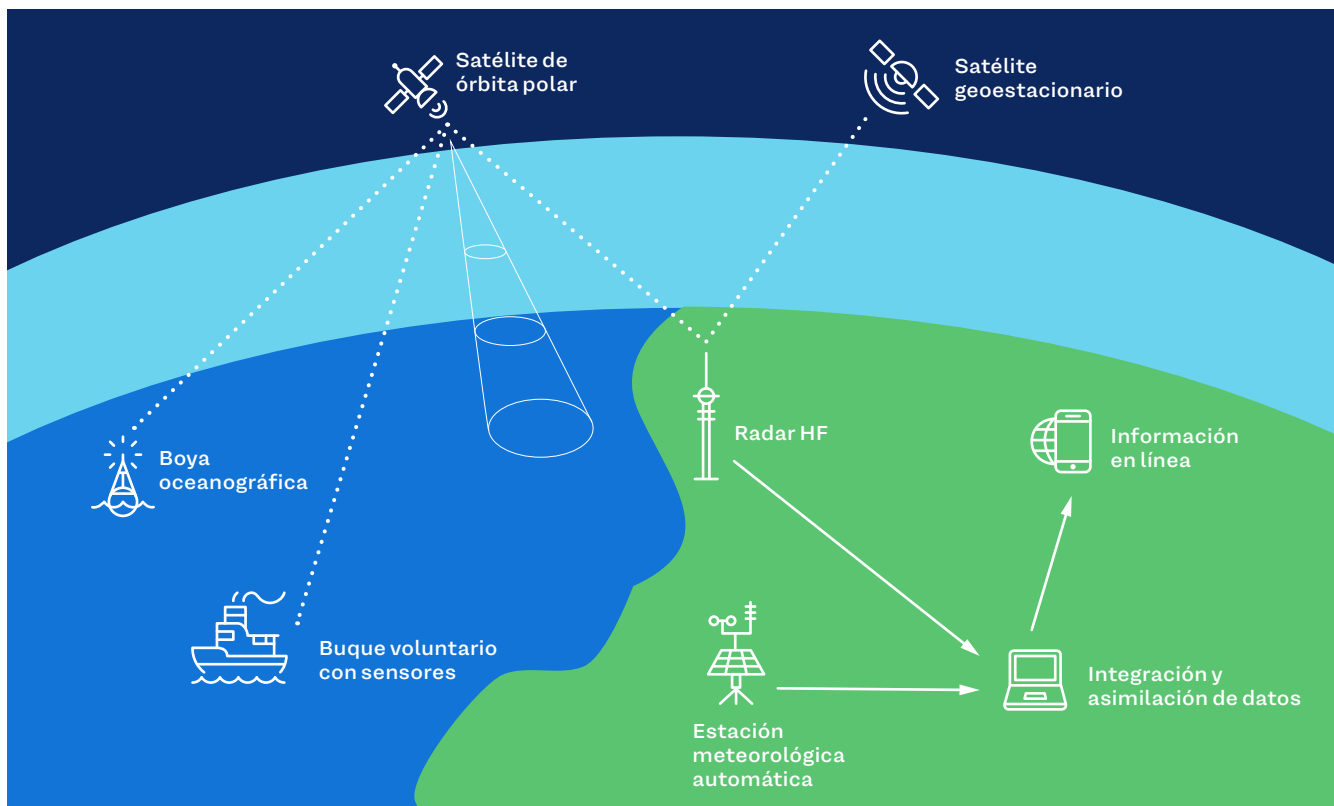 Satélite de
órbita polar
Satélite
geoestacionario
Boya
oceanográfica
Radar HF
Información
en línea
Buque voluntario
con sensores
Integración y
asimilación de datos
Estación
meteorológica
automática